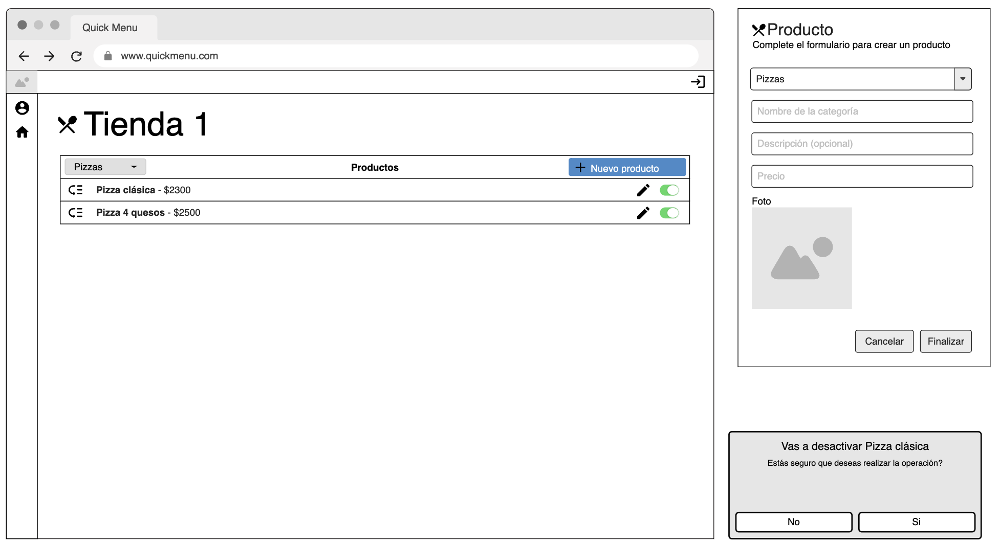 Quick Menu
www.quickmenu.com
Tienda 1
Pizzas
Productos
Nuevo producto
Pizza clásica - $2300
Pizza 4 quesos - $2500
Producto
Complete el formulario para crear un producto
Pizzas
Nombre de la categoría
Descripción (opcional)
Precio
Foto
Cancelar
Finalizar
Vas a desactivar Pizza clásica
Estás seguro que deseas realizar la operación?
No
Si